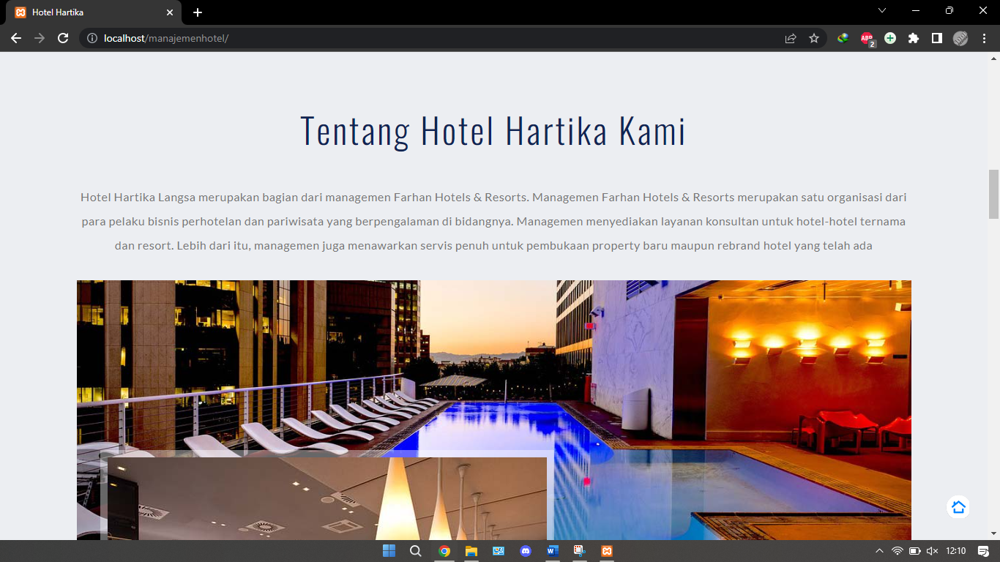 Hotel Hartika
localhost/manajemenhotel/
ABP
2
Tentang Hotel Hartika Kami
Hotel Hartika Langsa merupakan bagian dari managemen Farhan Hotels & Resorts. Managemen Farhan Hotels & Resorts merupakan satu organisasi dari
para pelaku bisnis perhotelan dan pariwisata yang berpengalaman di bidangnya. Managemen menyediakan layanan konsultan untuk hotel-hotel ternama
dan resort. Lebih dari itu, managemen juga menawarkan servis penuh untuk pembukaan property baru maupun rebrand hotel yang telah ada
12:10